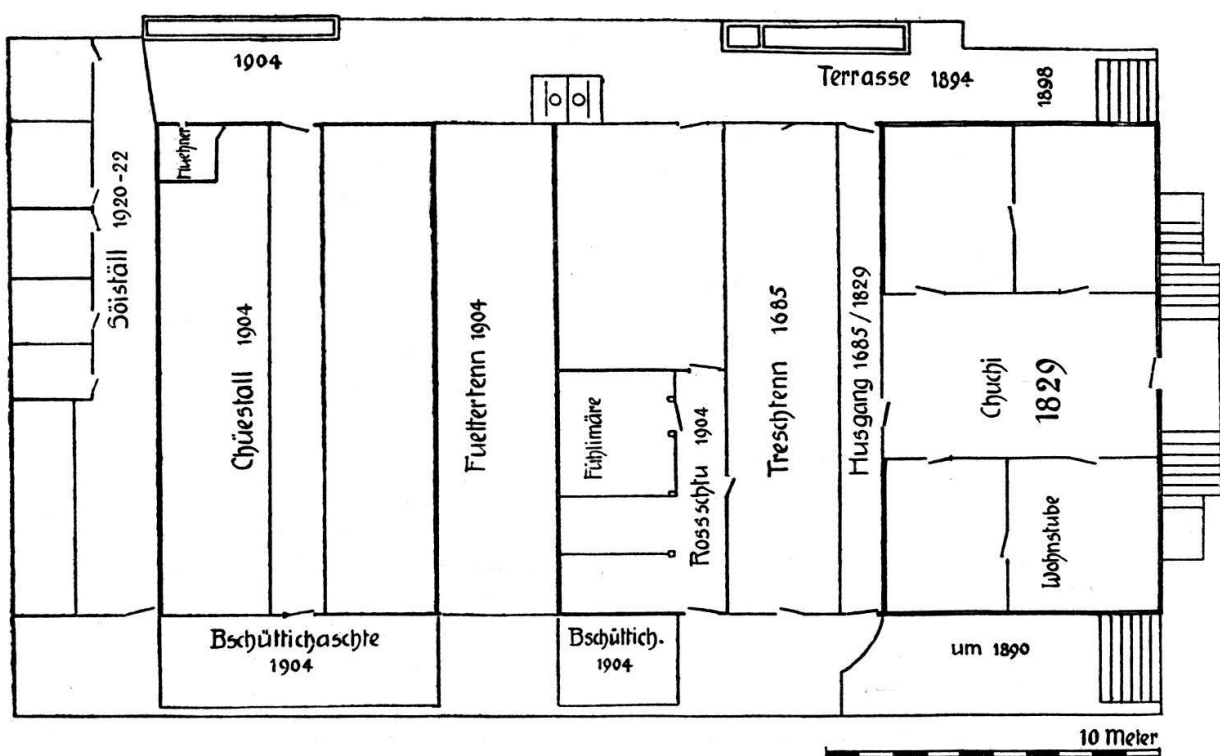 1904
Terrasse 1894
1898
Huehner
Söiställ 1920-22
Chüestall 1904
Fuettertenn 1904
Fühlimäre
Rossschtu 1904
Treschtenn 1685
Husgang 1685/1829
Chuchi
1829
Wohnstube
Bschüttichaschte
1904
Bschüttich.
1904
um 1890
10 Meter